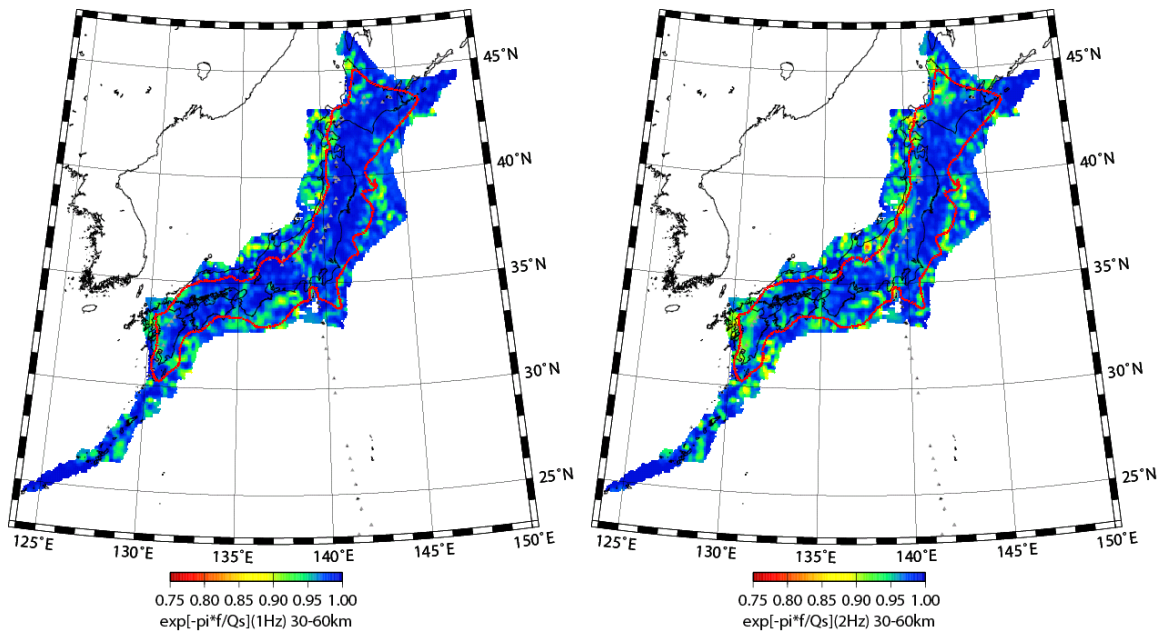 45°N
40°N
35°N
30°N
25°N
125°E 130°E 135°E 140°E 145°E 150°E
0.75 0.80 0.85 0.90 0.95 1.00
exp[-pi*f/Qs](1Hz) 30-60km
45°N
40°N
35°N
30°N
25°N
125°E 130°E 135°E 140°E 145°E 150°E
0.75 0.80 0.85 0.90 0.95 1.00
exp[-pi*f/Qs](2Hz) 30-60km